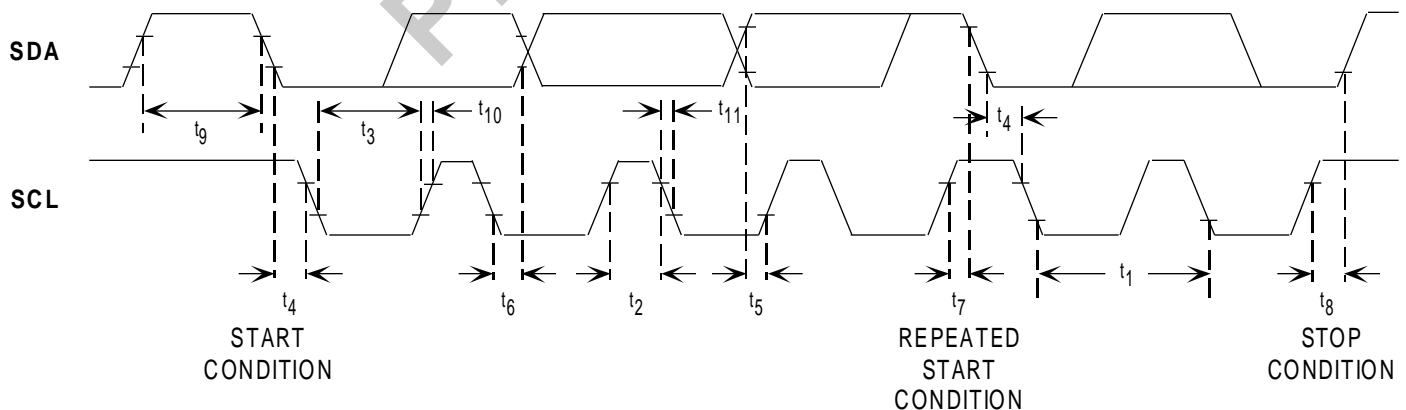 SDA
t9
t3
t10
t11
t4
SCL
t4
t6
t2
t5
t7
t1
t8
START
CONDITION
REPEATED
START
CONDITION
STOP
CONDITION